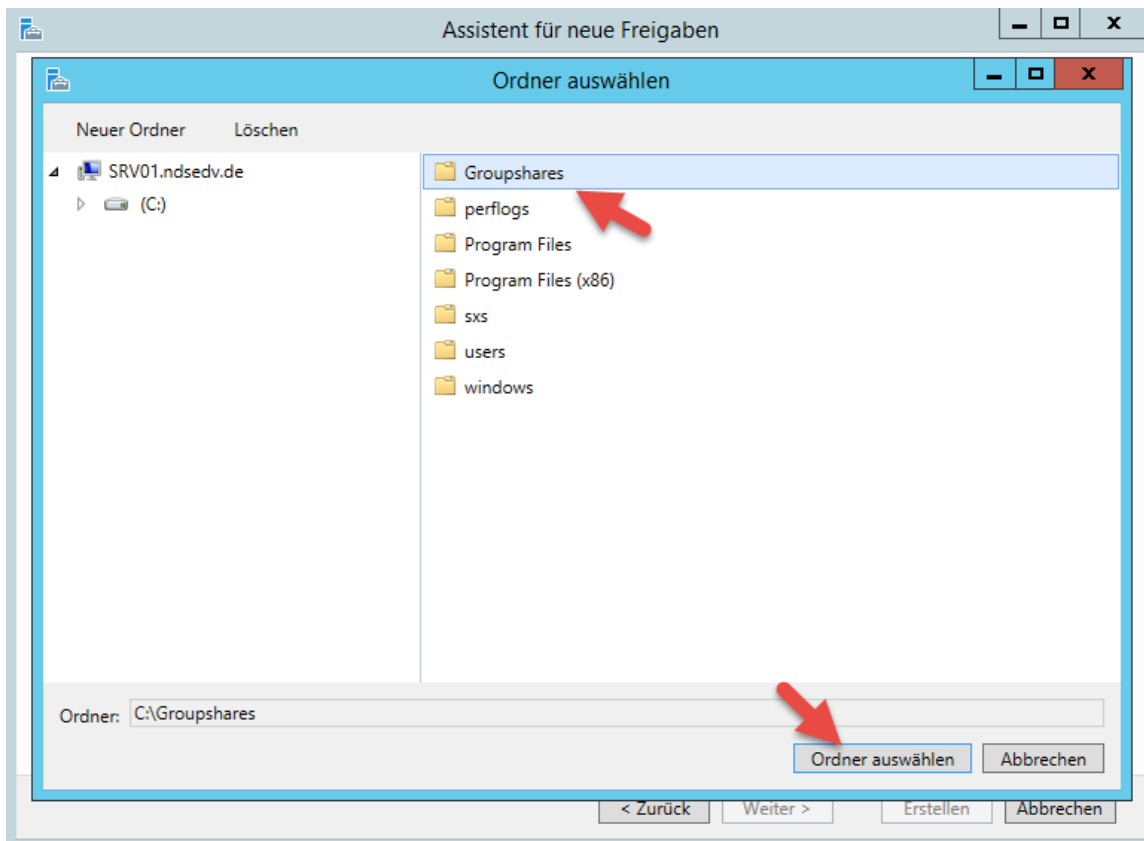 Assistent für neue Freigaben
Ordner auswählen
Neuer Ordner Löschen
SRV01.ndsedv.de
(C:)
Groupshares
perflogs
Program Files
Program Files (x86)
sxs
users
windows
Ordner: C:\Groupshares
Ordner auswählen Abbrechen
< Zurück Weiter > Erstellen Abbrechen